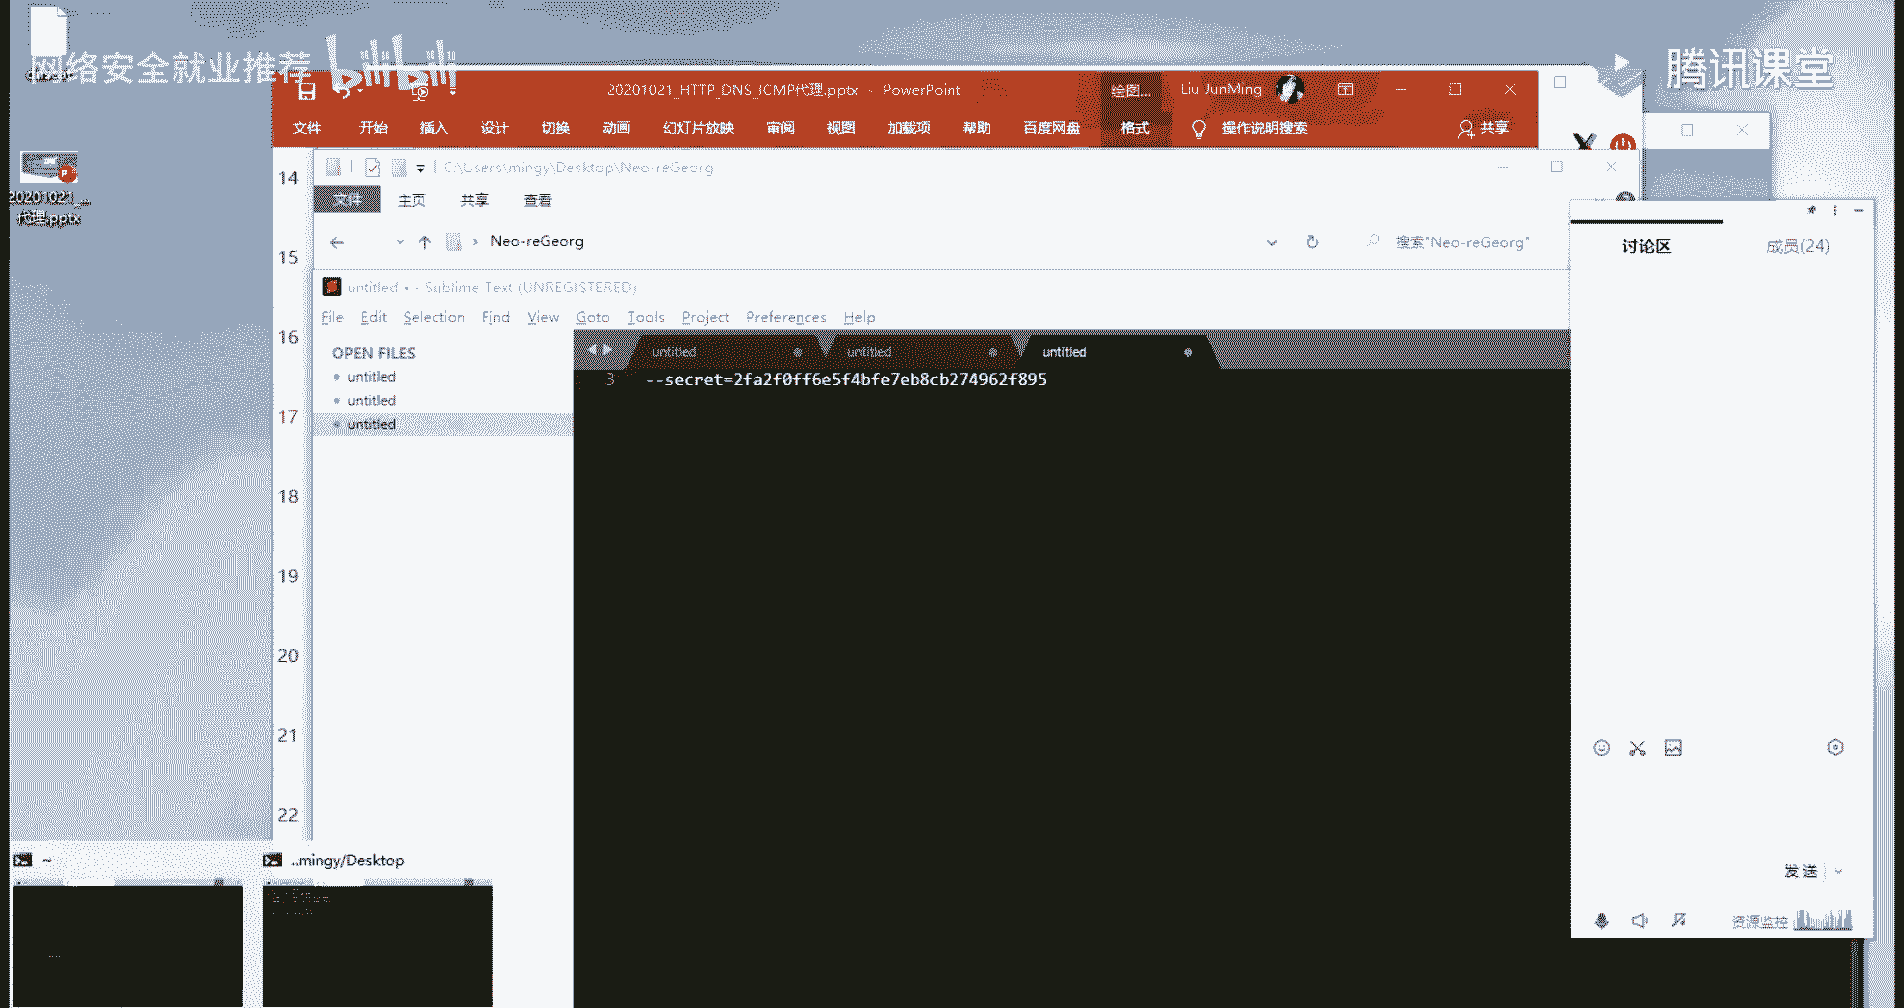 网络安全就业推荐 bilibili
腾讯课堂
20201021_HTTP_DNS_ICMP代理.pptx - PowerPoint
绘图...
Liu JunMing
文件 开始 插入 设计 切换 动画 幻灯片放映 审阅 视图 加载项 帮助 百度网盘 格式 操作说明搜索 共享
20201021_...
代理.pptx
C:\Users\mingy\Desktop\Neo-reGeorg
文件 主页 共享 查看
Neo-reGeorg
搜索"Neo-reGeorg"
untitled • - Sublime Text (UNREGISTERED)
File Edit Selection Find View Goto Tools Project Preferences Help
OPEN FILES
untitled
untitled
untitled
untitled untitled untitled
3 --secret=2fa2f0ff6e5f4bfe7eb8cb274962f895
14
15
16
17
18
19
20
21
22
讨论区 成员(24)
发送
资源监控
~
..mingy/Desktop